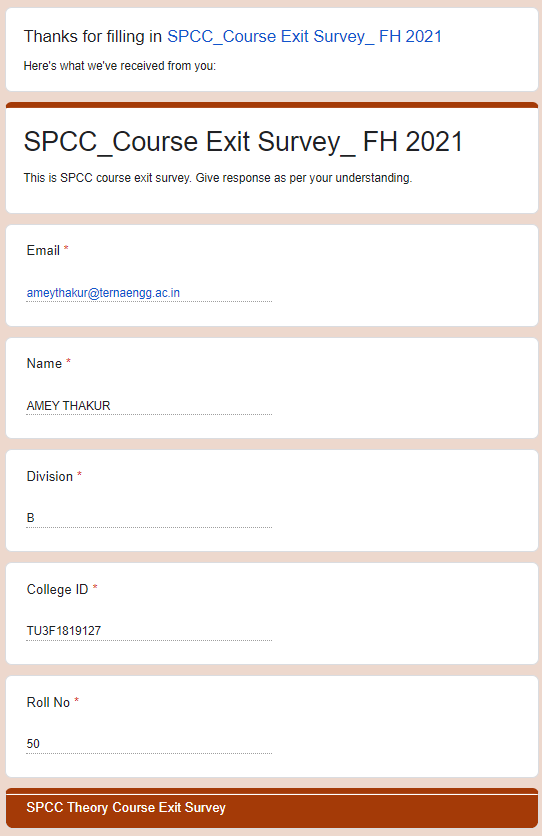 Thanks for filling in SPCC_Course Exit Survey_ FH 2021
Here's what we've received from you:
SPCC_Course Exit Survey_ FH 2021
This is SPCC course exit survey. Give response as per your understanding.
Email *
ameythakur@ternaengg.ac.in
Name *
AMEY THAKUR
Division *
B
College ID *
TU3F1819127
Roll No *
50
SPCC Theory Course Exit Survey